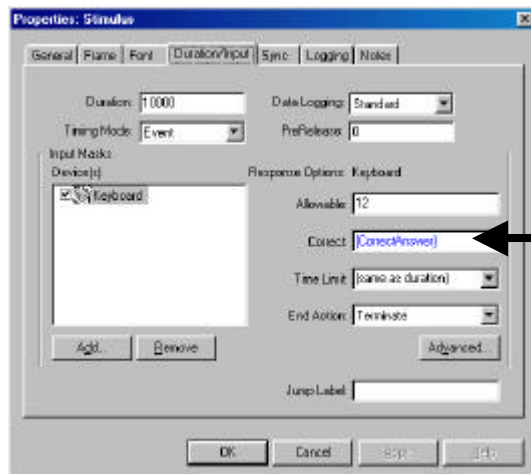 Properties: Stimulus
General Frame Font Duration/Input Sync Logging Notes
Duration: 10000 Data Logging: Standard
Timing Mode: Event PreRelease: 0
Input Masks
Device(s) Response Options: Keyboard
Keyboard
Allowable: 12
Correct: [CorrectAnswer]
Time Limit: (same as duration)
End Action: Terminate
Add... Remove Advanced...
Jump Label:
OK Cancel Apply Help